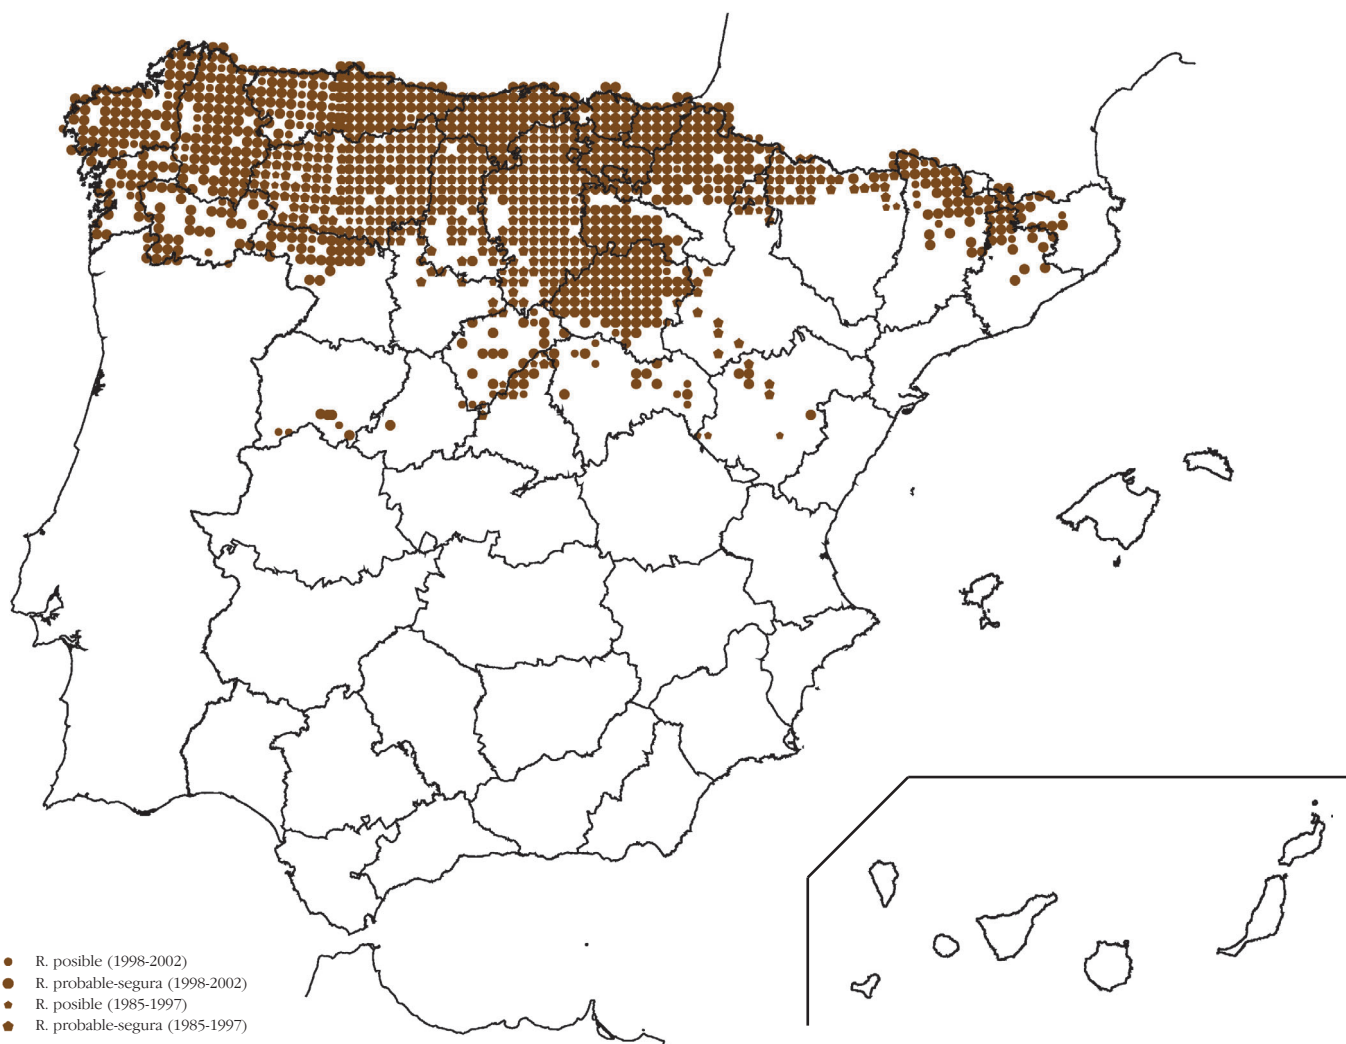 R. posible (1998-2002)
R. probable-segura (1998-2002)
R. posible (1985-1997)
R. probable-segura (1985-1997)